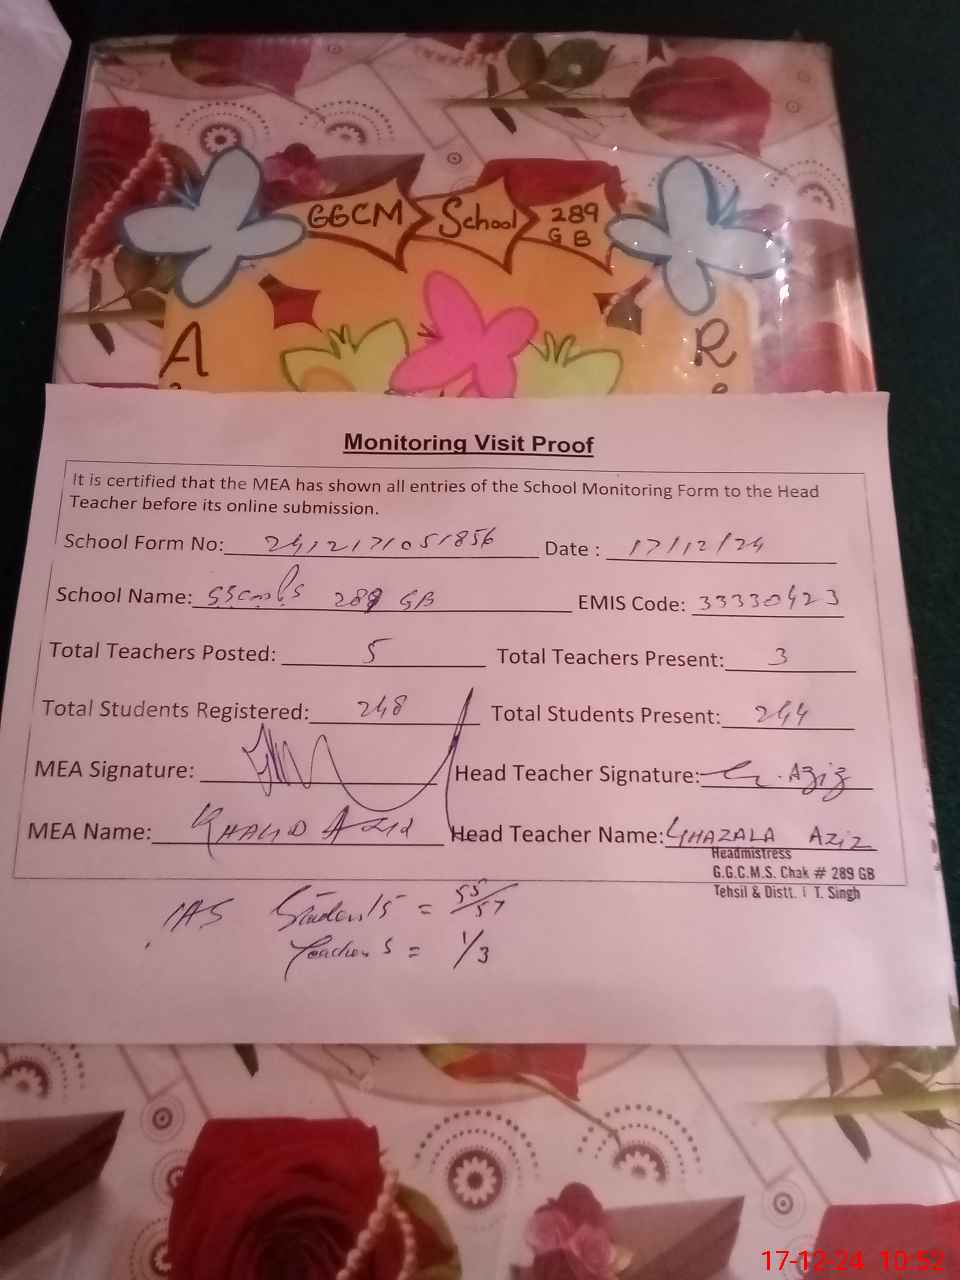 GGCM School 289 GB
A R
Monitoring Visit Proof
It is certified that the MEA has shown all entries of the School Monitoring Form to the Head
Teacher before its online submission.
School Form No: Date : 17/12/24
School Name: 289 GB EMIS Code: 33330423
Total Teachers Posted: 5 Total Teachers Present: 3
Total Students Registered: 248 Total Students Present: 244
MEA Signature: Head Teacher Signature: Aziz
MEA Name: KHALID AZIZ Head Teacher Name: GHAZALA AZIZ
Headmistress
G.G.C.M.S. Chak # 289 GB
Tehsil & Distt. T. Singh
Students = 55/57
Teachers = 1/3
17-12-24 10:52